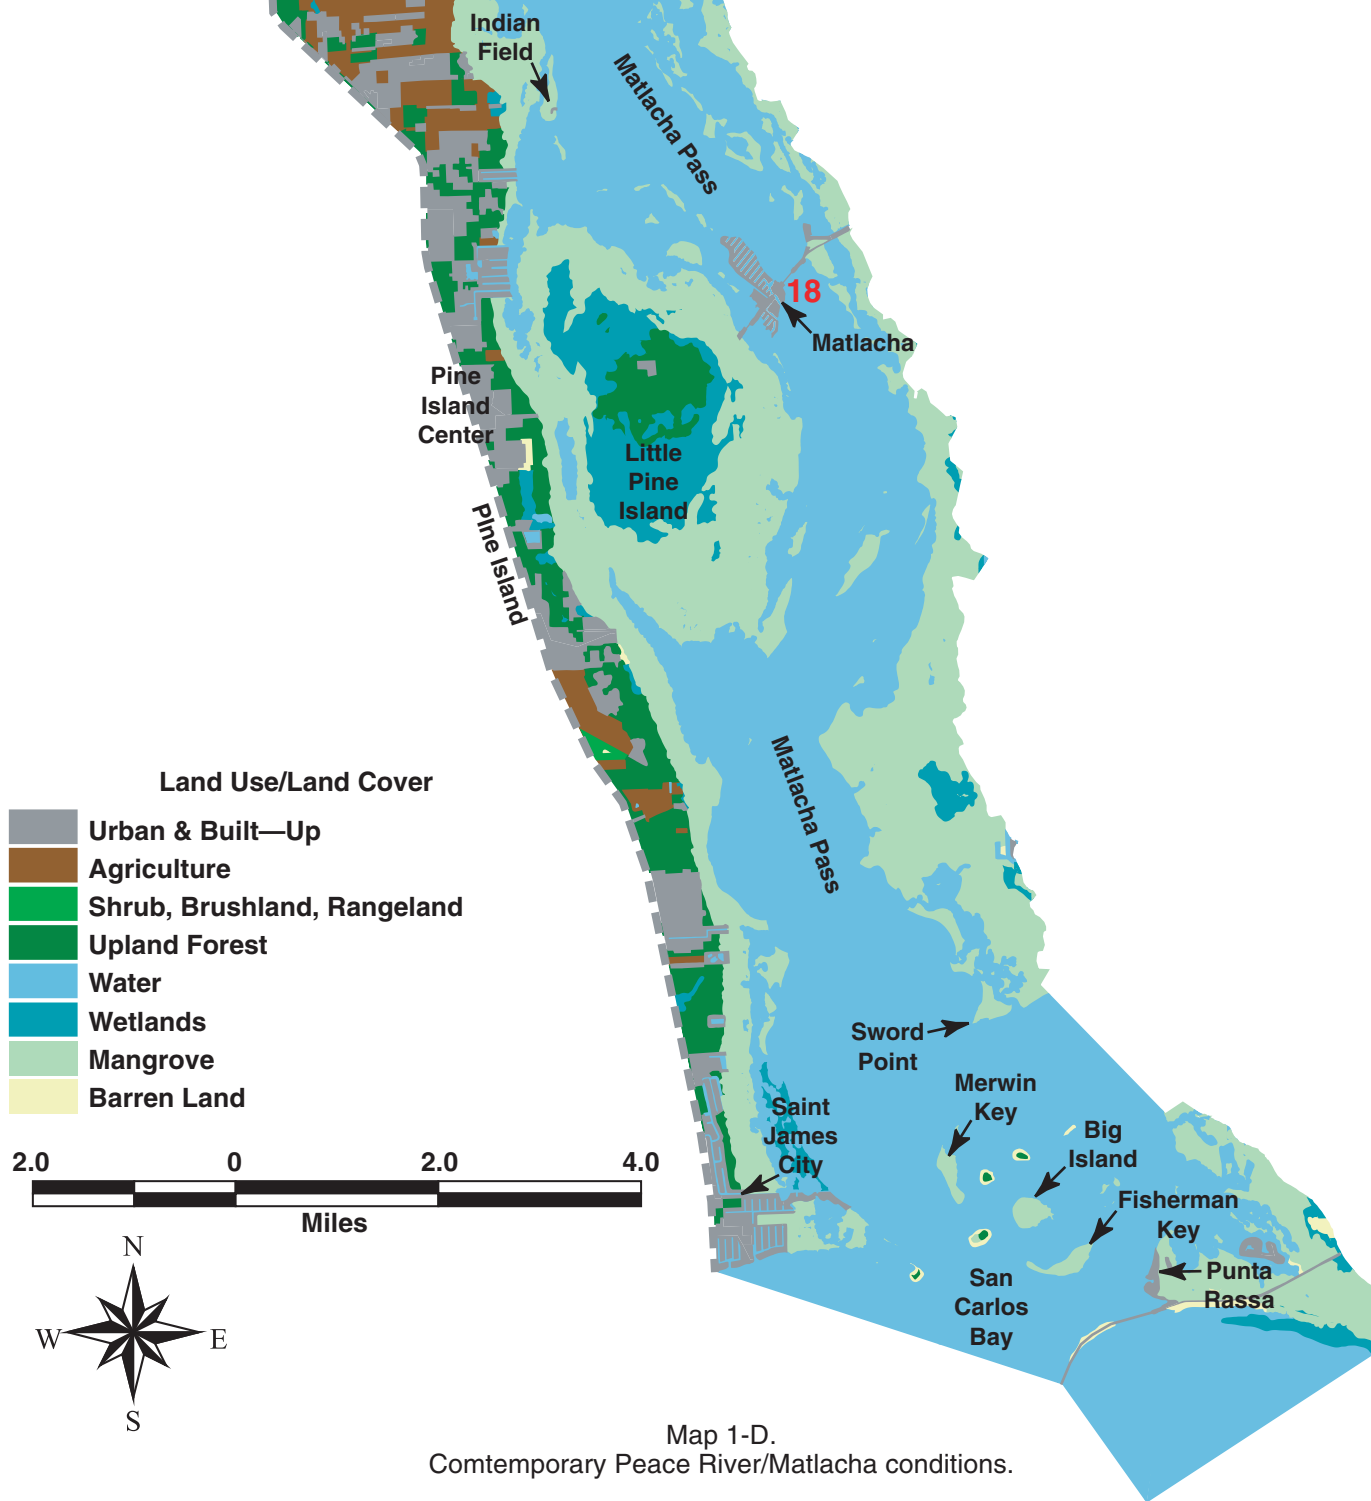 Indian
Field
Matlacha Pass
18
Matlacha
Pine
Island
Center
Little
Pine
Island
PIne Island
Matlacha Pass
Land Use/Land Cover
Urban & Built—Up
Agriculture
Shrub, Brushland, Rangeland
Upland Forest
Water
Wetlands
Mangrove
Barren Land
2.0 0 2.0 4.0
Miles
N
W E
S
Sword
Point
Merwin
Key
Saint
James
City
Big
Island
Fisherman
Key
San
Carlos
Bay
Punta
Rassa
Map 1-D.
Comtemporary Peace River/Matlacha conditions.